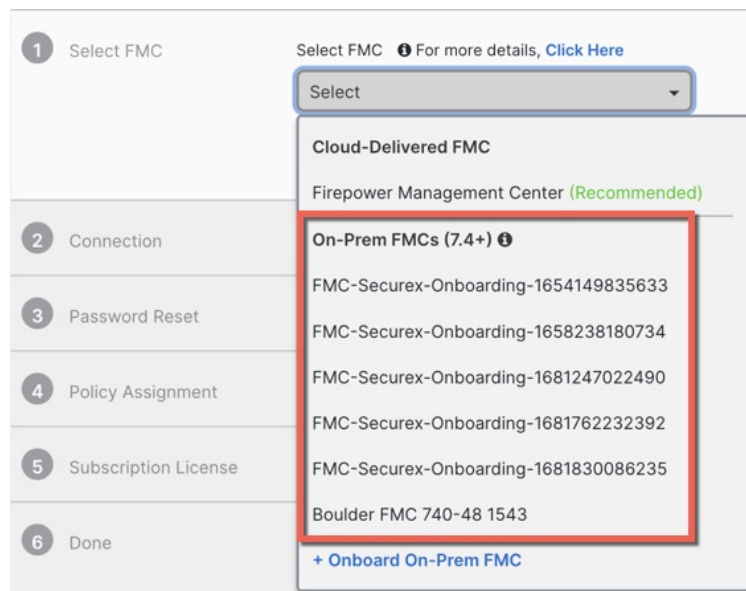 1 Select FMC
Select FMC For more details, Click Here
Select
Cloud-Delivered FMC
Firepower Management Center (Recommended)
On-Prem FMCs (7.4+)
FMC-Securex-Onboarding-1654149835633
FMC-Securex-Onboarding-1658238180734
FMC-Securex-Onboarding-1681247022490
FMC-Securex-Onboarding-1681762232392
FMC-Securex-Onboarding-1681830086235
Boulder FMC 740-48 1543
+ Onboard On-Prem FMC
2 Connection
3 Password Reset
4 Policy Assignment
5 Subscription License
6 Done